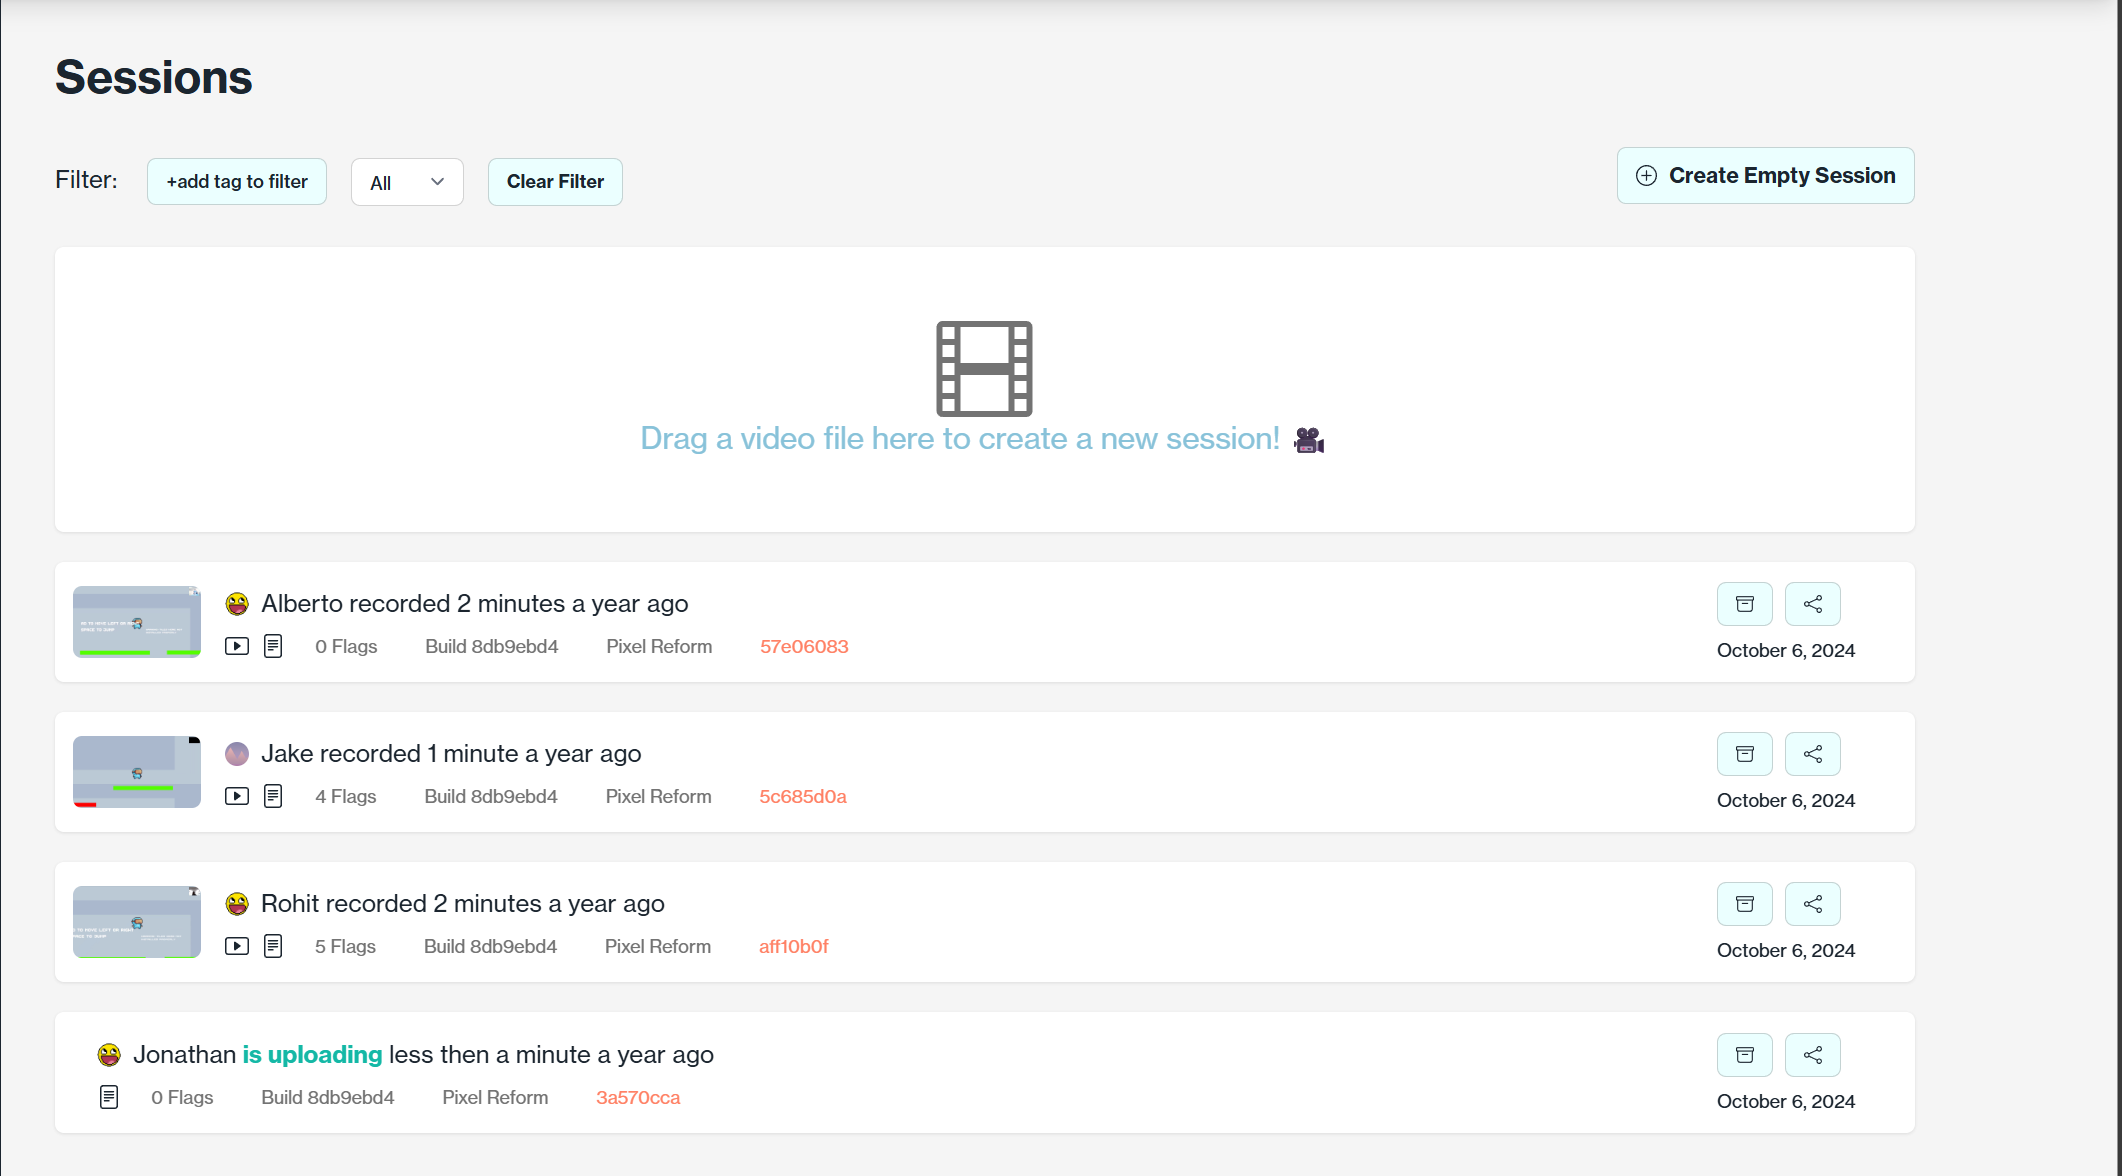 Sessions
Filter:
+add tag to filter
All
Clear Filter
Create Empty Session
Drag a video file here to create a new session!
Alberto recorded 2 minutes a year ago
0 Flags Build 8db9ebd4 Pixel Reform 57e06083
October 6, 2024
Jake recorded 1 minute a year ago
4 Flags Build 8db9ebd4 Pixel Reform 5c685d0a
October 6, 2024
Rohit recorded 2 minutes a year ago
5 Flags Build 8db9ebd4 Pixel Reform aff10b0f
October 6, 2024
Jonathan is uploading less then a minute a year ago
0 Flags Build 8db9ebd4 Pixel Reform 3a570cca
October 6, 2024